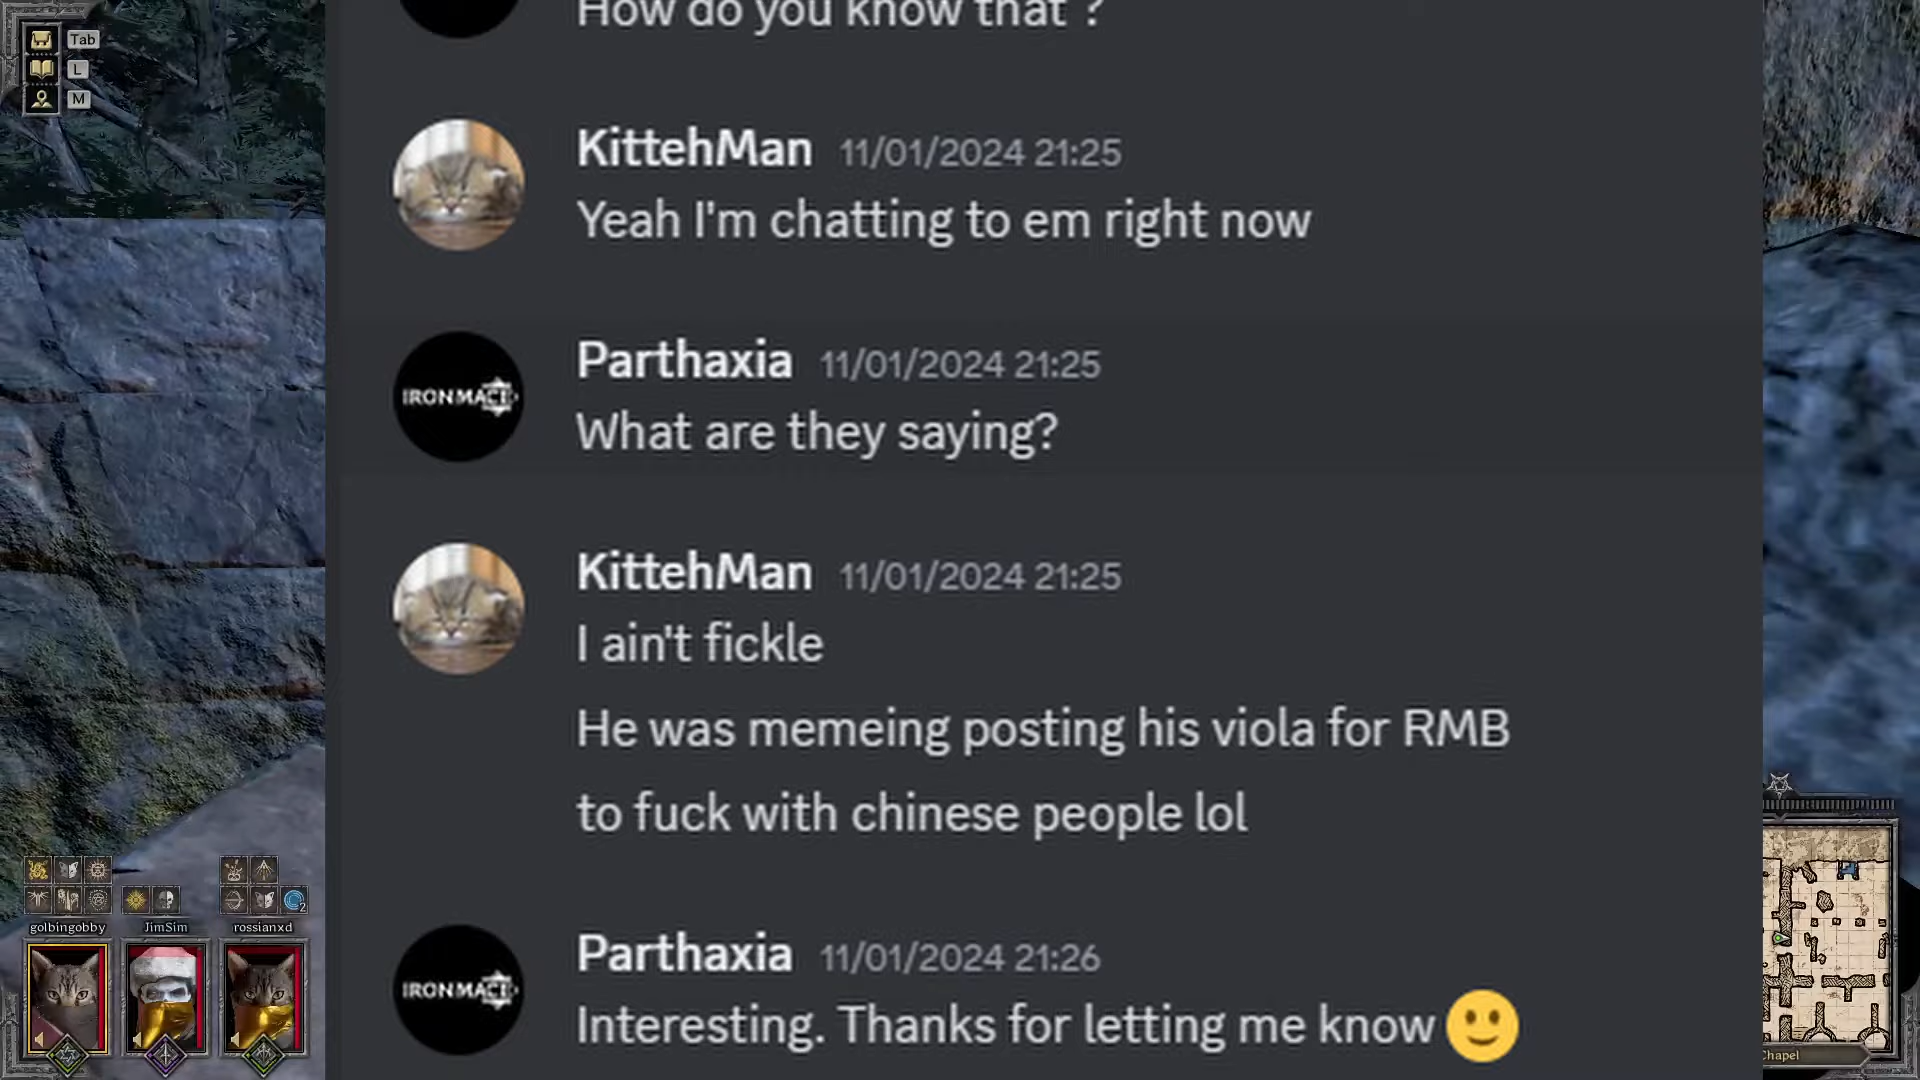 Tab
L
M
How do you know that ?
KittehMan 11/01/2024 21:25
Yeah I'm chatting to em right now
IRONMACE
Parthaxia 11/01/2024 21:25
What are they saying?
KittehMan 11/01/2024 21:25
I ain't fickle
He was memeing posting his viola for RMB
to fuck with chinese people lol
IRONMACE
Parthaxia 11/01/2024 21:26
Interesting. Thanks for letting me know 🙂
2
golbingobby
JimSim
rossianxd
Chapel